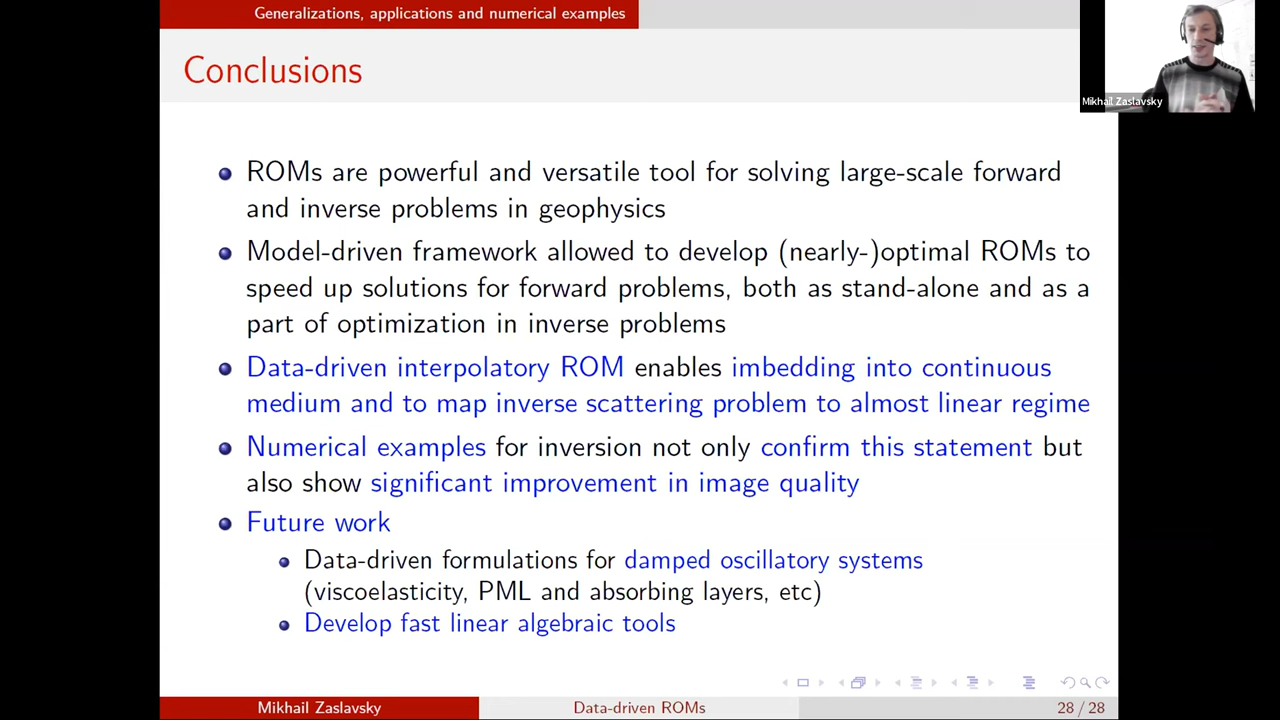 Generalizations, applications and numerical examples
Conclusions
Mikhail Zaslavsky
ROMs are powerful and versatile tool for solving large-scale forward
and inverse problems in geophysics
Model-driven framework allowed to develop (nearly-)optimal ROMs to
speed up solutions for forward problems, both as stand-alone and as a
part of optimization in inverse problems
Data-driven interpolatory ROM enables imbedding into continuous
medium and to map inverse scattering problem to almost linear regime
Numerical examples for inversion not only confirm this statement but
also show significant improvement in image quality
Future work
Data-driven formulations for damped oscillatory systems
(viscoelasticity, PML and absorbing layers, etc)
Develop fast linear algebraic tools
Mikhail Zaslavsky
Data-driven ROMs
28 / 28